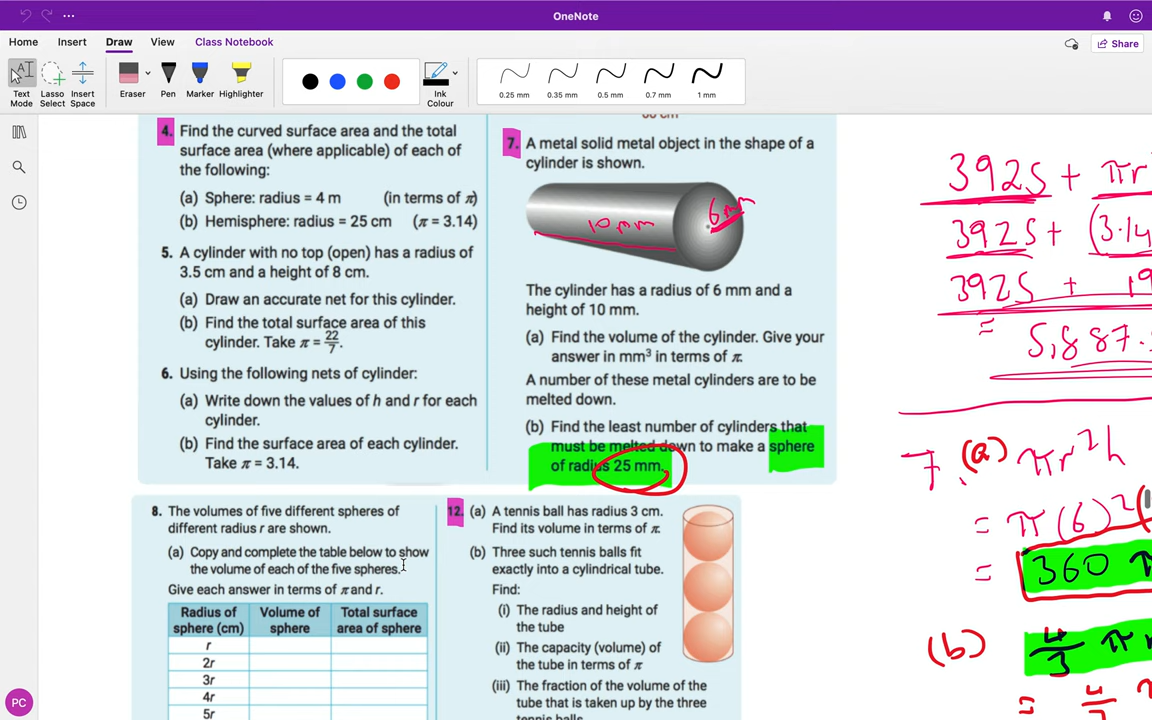 OneNote
Home Insert Draw View Class Notebook
Share
Text Mode
Lasso Select
Insert Space
Eraser
Pen
Marker
Highlighter
Ink Colour
0.25 mm 0.35 mm 0.5 mm 0.7 mm 1 mm
4. Find the curved surface area and the total
surface area (where applicable) of each of
the following:
(a) Sphere: radius = 4 m (in terms of π)
(b) Hemisphere: radius = 25 cm (π = 3.14)
5. A cylinder with no top (open) has a radius of
3.5 cm and a height of 8 cm.
(a) Draw an accurate net for this cylinder.
(b) Find the total surface area of this
cylinder. Take π = 22/7.
6. Using the following nets of cylinder:
(a) Write down the values of h and r for each
cylinder.
(b) Find the surface area of each cylinder.
Take π = 3.14.
7. A metal solid metal object in the shape of a
cylinder is shown.
10mm
6mm
The cylinder has a radius of 6 mm and a
height of 10 mm.
(a) Find the volume of the cylinder. Give your
answer in mm³ in terms of π.
A number of these metal cylinders are to be
melted down.
(b) Find the least number of cylinders that
must be melted down to make a sphere
of radius 25 mm.
8. The volumes of five different spheres of
different radius r are shown.
(a) Copy and complete the table below to show
the volume of each of the five spheres.
Give each answer in terms of π and r.
Radius of sphere (cm) Volume of sphere Total surface area of sphere
r
2r
3r
4r
5r
12. (a) A tennis ball has radius 3 cm.
Find its volume in terms of π.
(b) Three such tennis balls fit
exactly into a cylindrical tube.
Find:
(i) The radius and height of
the tube
(ii) The capacity (volume) of
the tube in terms of π
(iii) The fraction of the volume of the
tube that is taken up by the three
tennis balls.
3925 + πr
3925 + (3.14
3925 + 19
= 5,887.
7. (a) πr²h
= π(6)²(
= 360 π
(b) 4/3 πr
= 4/3 π
PC